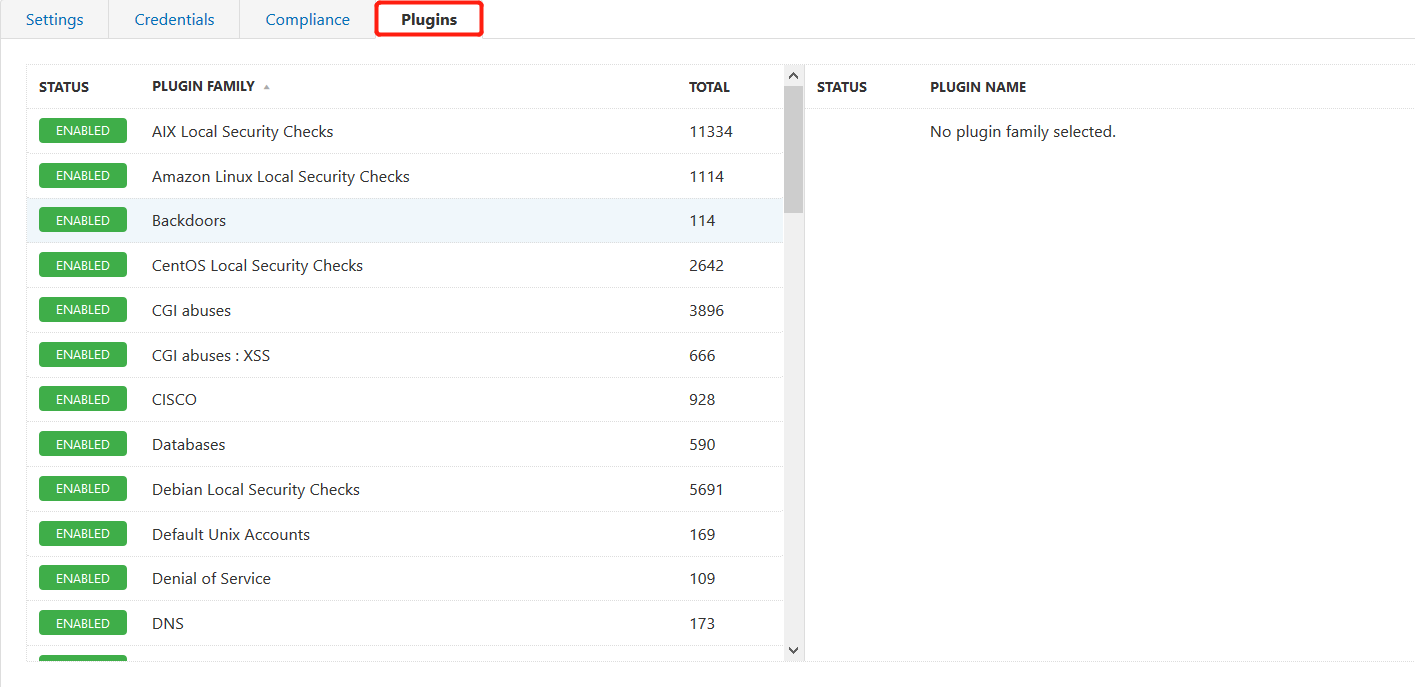 Settings Credentials Compliance Plugins
STATUS PLUGIN FAMILY TOTAL STATUS PLUGIN NAME
ENABLED AIX Local Security Checks 11334 No plugin family selected.
ENABLED Amazon Linux Local Security Checks 1114
ENABLED Backdoors 114
ENABLED CentOS Local Security Checks 2642
ENABLED CGI abuses 3896
ENABLED CGI abuses : XSS 666
ENABLED CISCO 928
ENABLED Databases 590
ENABLED Debian Local Security Checks 5691
ENABLED Default Unix Accounts 169
ENABLED Denial of Service 109
ENABLED DNS 173